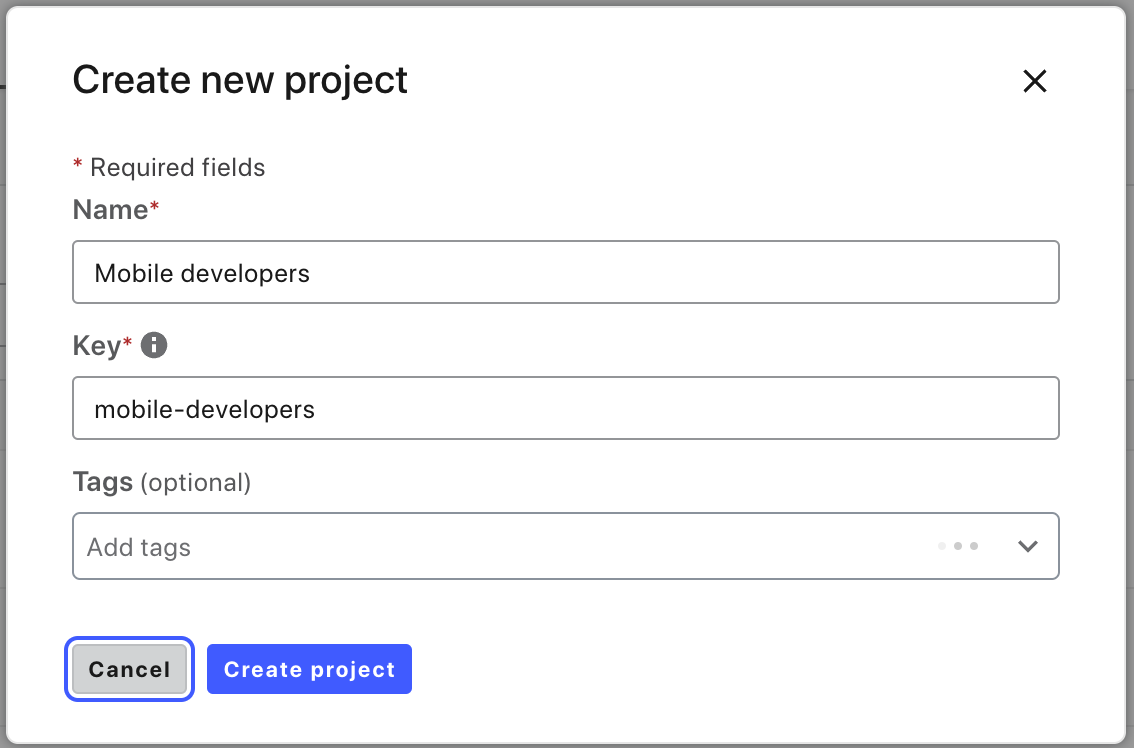 Create new project
* Required fields
Name*
Mobile developers
Key*
mobile-developers
Tags (optional)
Add tags
Cancel
Create project